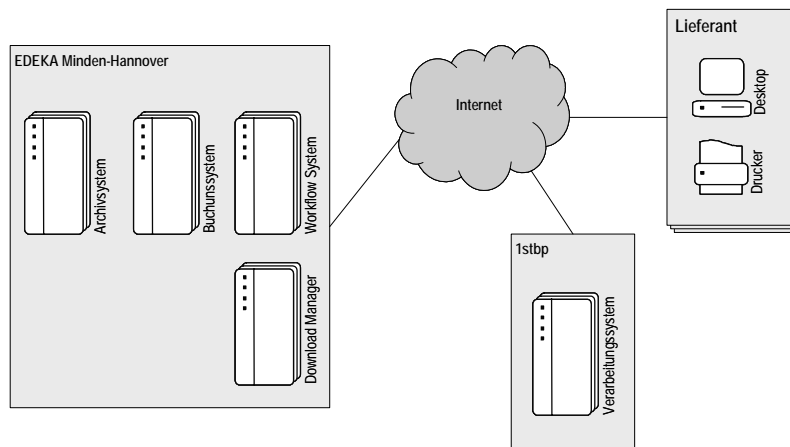 EDEKA Minden-Hannover
Archivsystem
Buchunssystem
Workflow System
Download Manager
Internet
Lieferant
Desktop
Drucker
1stbp
Verarbeitungssystem